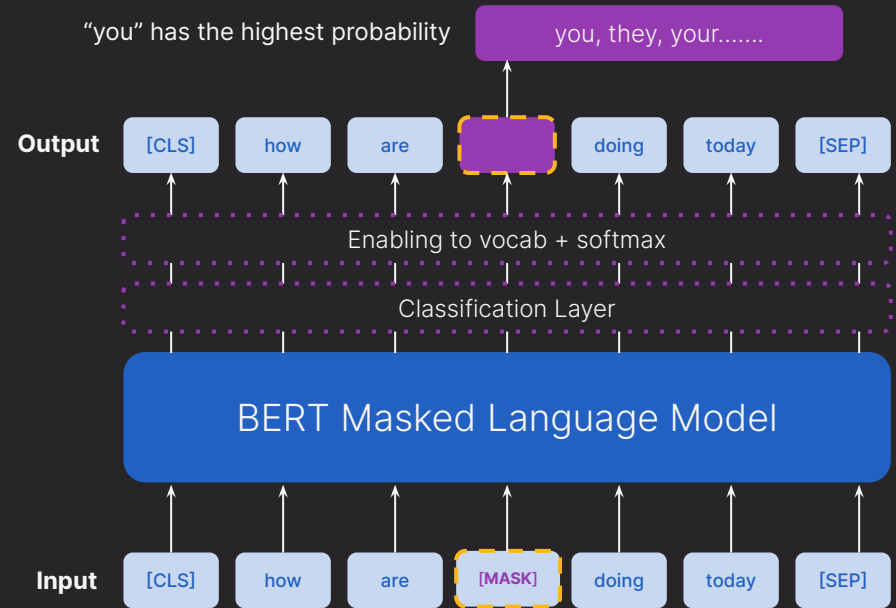 “you” has the highest probability
you, they, your.......
Output
[CLS]
how
are
doing
today
[SEP]
Enabling to vocab + softmax
Classification Layer
BERT Masked Language Model
Input
[CLS]
how
are
[MASK]
doing
today
[SEP]